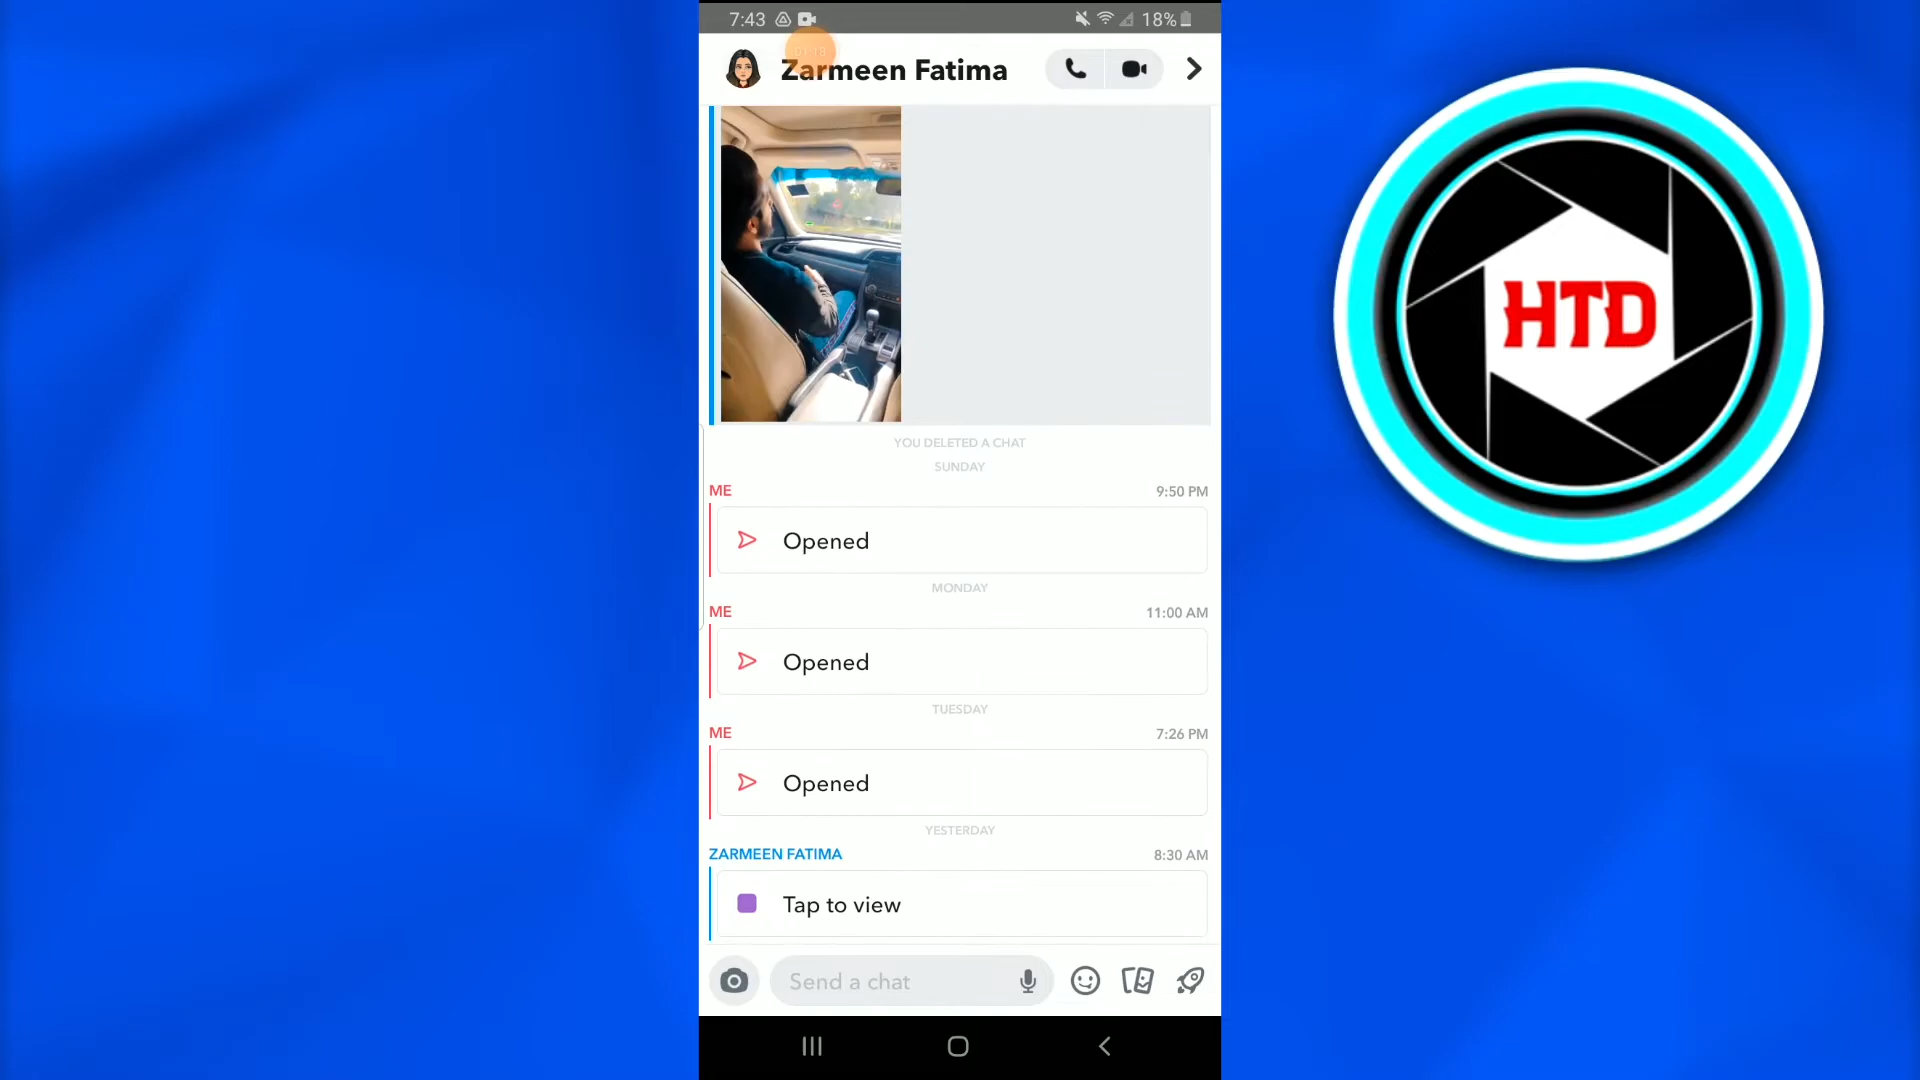 7:43
18%
01:18
Zarmeen Fatima
YOU DELETED A CHAT
SUNDAY
ME
9:50 PM
Opened
MONDAY
ME
11:00 AM
Opened
TUESDAY
ME
7:26 PM
Opened
YESTERDAY
ZARMEEN FATIMA
8:30 AM
Tap to view
Send a chat
HTD